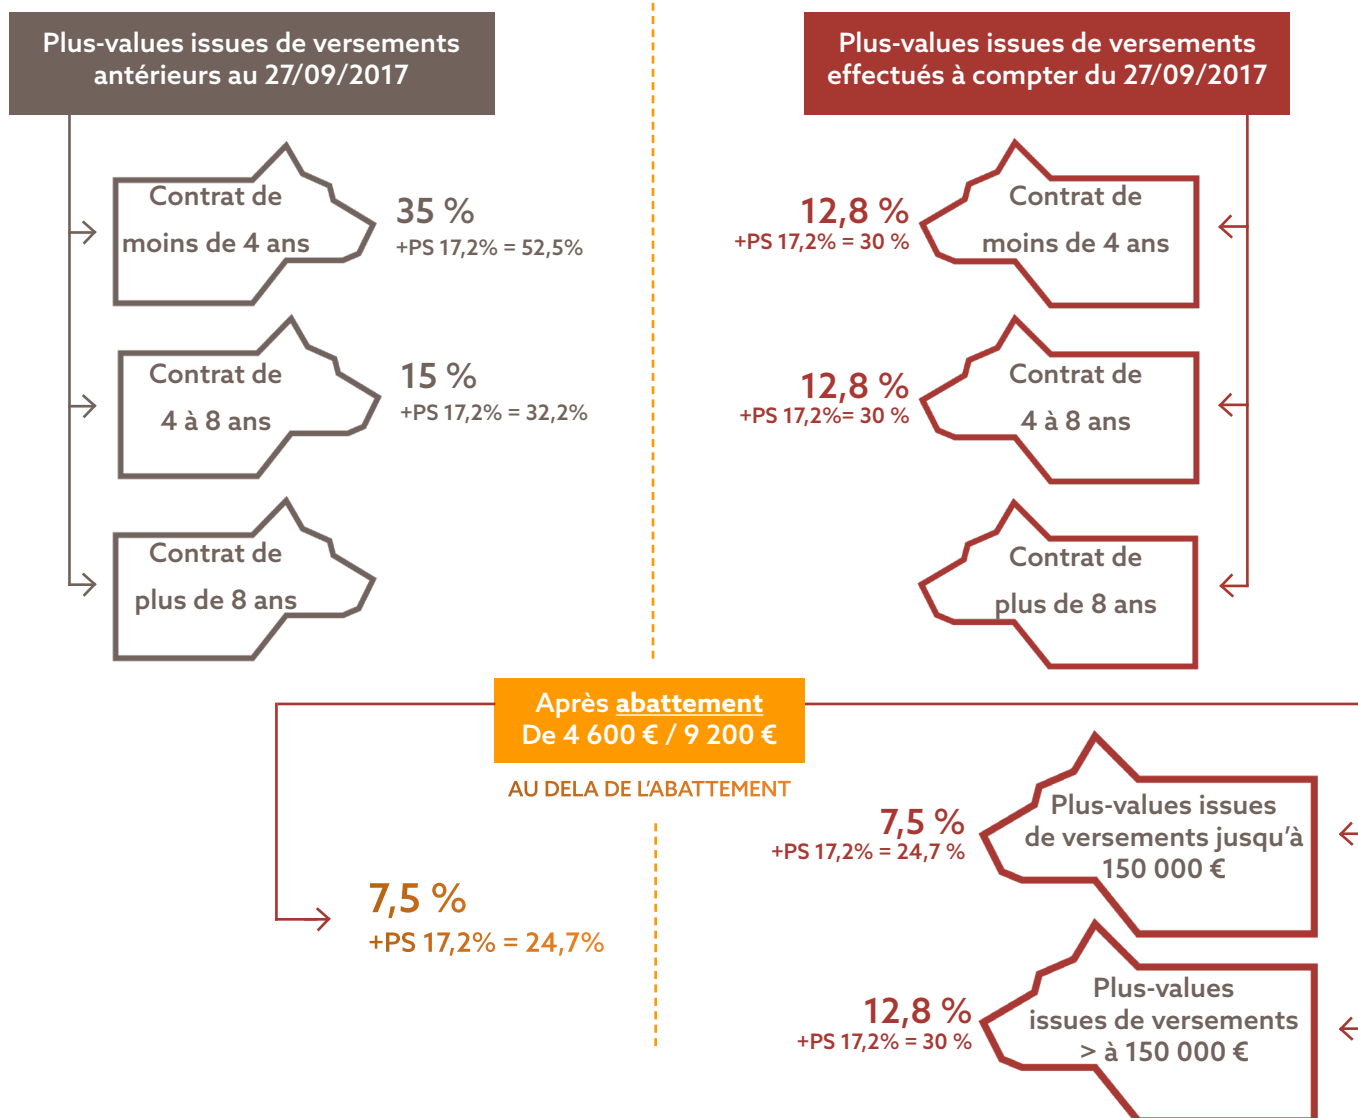 Plus-values issues de versements
antérieurs au 27/09/2017
Contrat de
moins de 4 ans
35 %
+PS 17,2% = 52,5%
Contrat de
4 à 8 ans
15 %
+PS 17,2% = 32,2%
Contrat de
plus de 8 ans
Plus-values issues de versements
effectués à compter du 27/09/2017
12,8 %
+PS 17,2% = 30 %
Contrat de
moins de 4 ans
12,8 %
+PS 17,2%= 30 %
Contrat de
4 à 8 ans
Contrat de
plus de 8 ans
Après abattement
De 4 600 € / 9 200 €
AU DELA DE L'ABATTEMENT
7,5 %
+PS 17,2% = 24,7%
7,5 %
+PS 17,2% = 24,7 %
Plus-values issues
de versements jusqu'à
150 000 €
12,8 %
+PS 17,2% = 30 %
Plus-values
issues de versements
> à 150 000 €